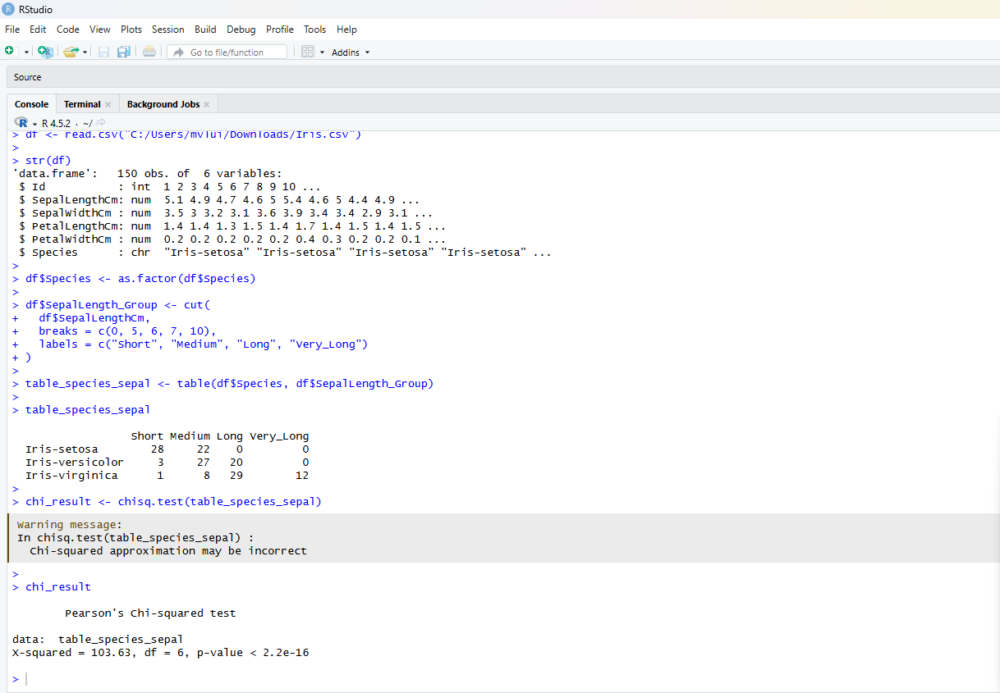 RStudio
File Edit Code View Plots Session Build Debug Profile Tools Help
Go to file/function Addins
Source
Console Terminal Background Jobs
R 4.5.2 · ~/
> df <- read.csv("C:/Users/mvlui/Downloads/Iris.csv")
>
> str(df)
'data.frame':   150 obs. of  6 variables:
 $ Id           : int  1 2 3 4 5 6 7 8 9 10 ...
 $ SepalLengthCm: num  5.1 4.9 4.7 4.6 5 5.4 4.6 5 4.4 4.9 ...
 $ SepalWidthCm : num  3.5 3 3.2 3.1 3.6 3.9 3.4 3.4 2.9 3.1 ...
 $ PetalLengthCm: num  1.4 1.4 1.3 1.5 1.4 1.7 1.4 1.5 1.4 1.5 ...
 $ PetalWidthCm : num  0.2 0.2 0.2 0.2 0.2 0.4 0.3 0.2 0.2 0.1 ...
 $ Species      : chr  "Iris-setosa" "Iris-setosa" "Iris-setosa" "Iris-setosa" ...
>
> df$Species <- as.factor(df$Species)
>
> df$SepalLength_Group <- cut(
+   df$SepalLengthCm,
+   breaks = c(0, 5, 6, 7, 10),
+   labels = c("Short", "Medium", "Long", "Very_Long")
+ )
>
> table_species_sepal <- table(df$Species, df$SepalLength_Group)
>
> table_species_sepal
                  Short Medium Long Very_Long
  Iris-setosa        28     22    0         0
  Iris-versicolor     3     27   20         0
  Iris-virginica      1      8   29        12
>
> chi_result <- chisq.test(table_species_sepal)
Warning message:
In chisq.test(table_species_sepal) :
  Chi-squared approximation may be incorrect
>
> chi_result
        Pearson's Chi-squared test
data:  table_species_sepal
X-squared = 103.63, df = 6, p-value < 2.2e-16
>